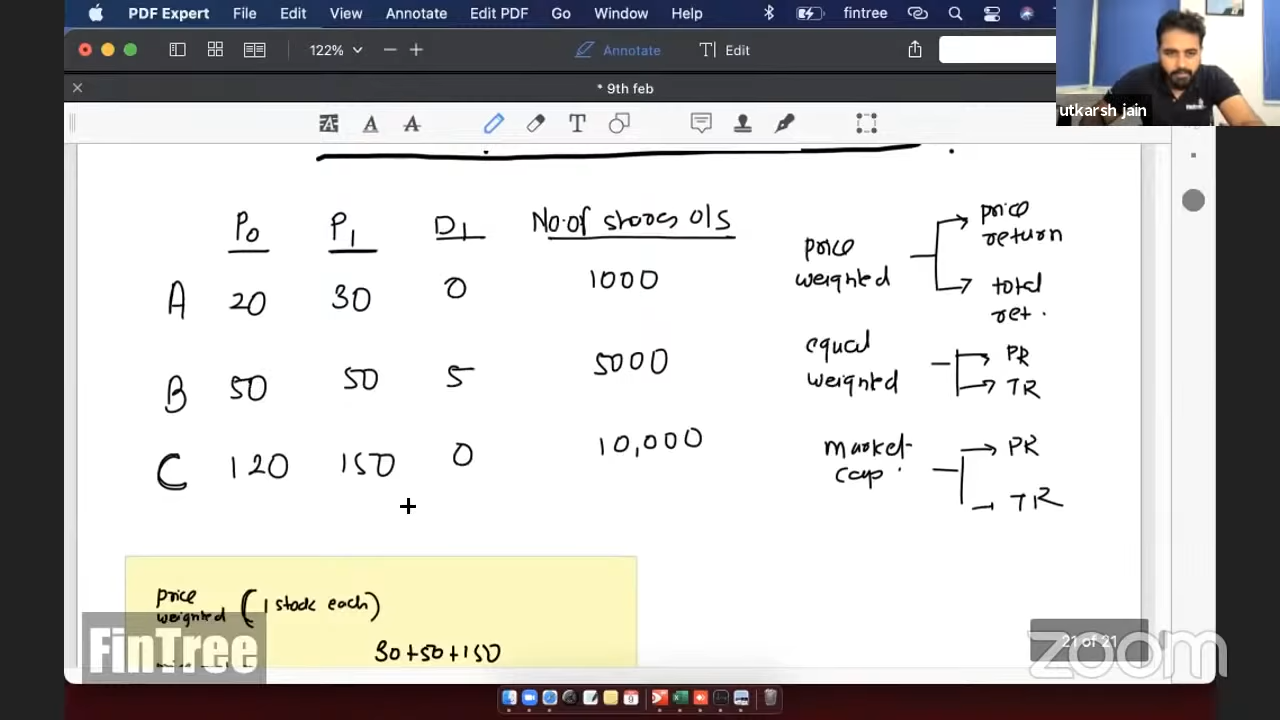 PDF Expert File Edit View Annotate Edit PDF Go Window Help fintree
122% Annotate T Edit
* 9th feb
utkarsh jain
P0 P1 D1 No.of shares o/s
A 20 30 0 1000
B 50 50 5 5000
C 120 150 0 10,000
price
weighted
price
return
total
ret.
equal
weighted
PR
TR
market
cap.
PR
TR
price
weighted (1 stock each)
30+50+150
FinTree
21 of 21
zoom